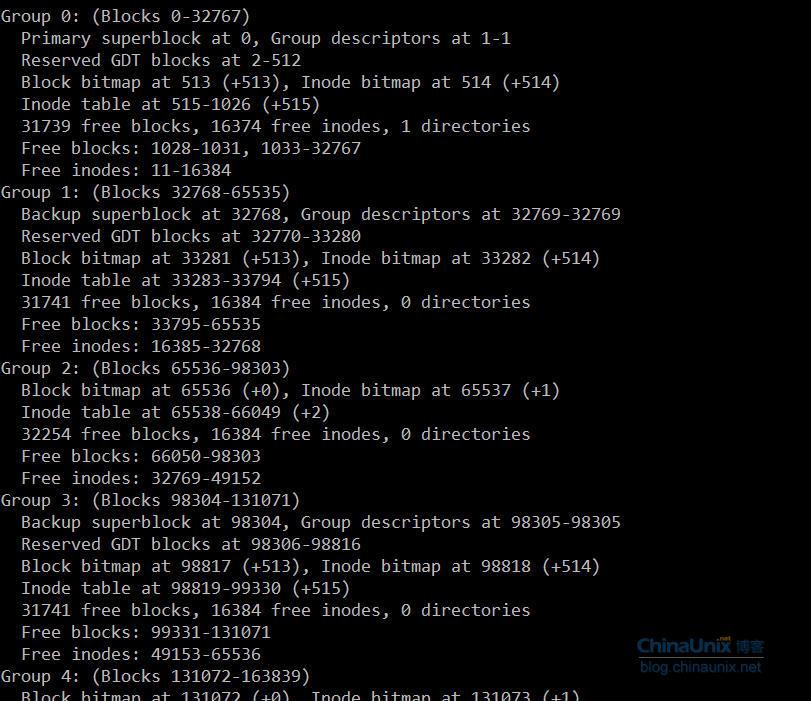 Group 0: (Blocks 0-32767)
  Primary superblock at 0, Group descriptors at 1-1
  Reserved GDT blocks at 2-512
  Block bitmap at 513 (+513), Inode bitmap at 514 (+514)
  Inode table at 515-1026 (+515)
  31739 free blocks, 16374 free inodes, 1 directories
  Free blocks: 1028-1031, 1033-32767
  Free inodes: 11-16384
Group 1: (Blocks 32768-65535)
  Backup superblock at 32768, Group descriptors at 32769-32769
  Reserved GDT blocks at 32770-33280
  Block bitmap at 33281 (+513), Inode bitmap at 33282 (+514)
  Inode table at 33283-33794 (+515)
  31741 free blocks, 16384 free inodes, 0 directories
  Free blocks: 33795-65535
  Free inodes: 16385-32768
Group 2: (Blocks 65536-98303)
  Block bitmap at 65536 (+0), Inode bitmap at 65537 (+1)
  Inode table at 65538-66049 (+2)
  32254 free blocks, 16384 free inodes, 0 directories
  Free blocks: 66050-98303
  Free inodes: 32769-49152
Group 3: (Blocks 98304-131071)
  Backup superblock at 98304, Group descriptors at 98305-98305
  Reserved GDT blocks at 98306-98816
  Block bitmap at 98817 (+513), Inode bitmap at 98818 (+514)
  Inode table at 98819-99330 (+515)
  31741 free blocks, 16384 free inodes, 0 directories
  Free blocks: 99331-131071
  Free inodes: 49153-65536
Group 4: (Blocks 131072-163839)
  Block bitmap at 131072 (+0), Inode bitmap at 131073 (+1)
ChinaUnix.net 博客
blog.chinaunix.net